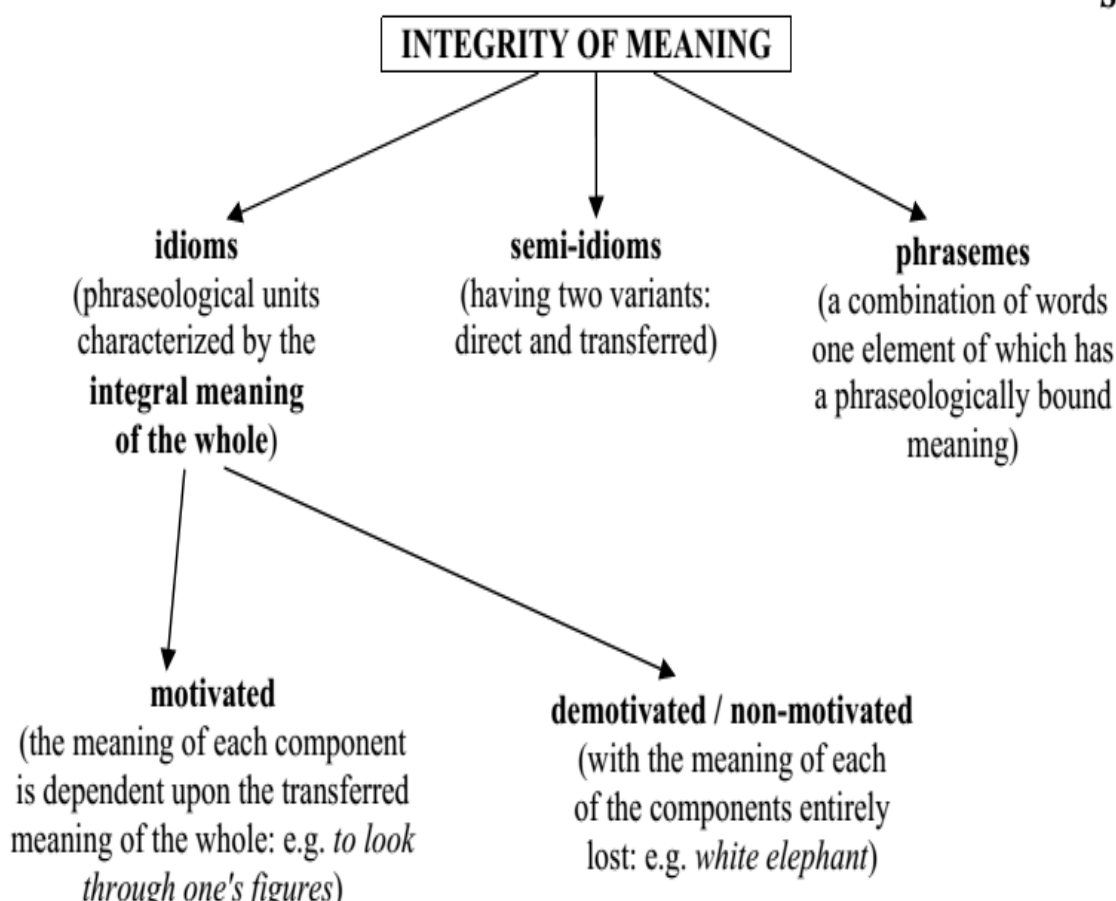 INTEGRITY OF MEANING
idioms
(phraseological units
characterized by the
integral meaning
of the whole)
semi-idioms
(having two variants:
direct and transferred)
phrasemes
(a combination of words
one element of which has
a phraseologically bound
meaning)
motivated
(the meaning of each component
is dependent upon the transferred
meaning of the whole: e.g. to look
through one's figures)
demotivated / non-motivated
(with the meaning of each
of the components entirely
lost: e.g. white elephant)